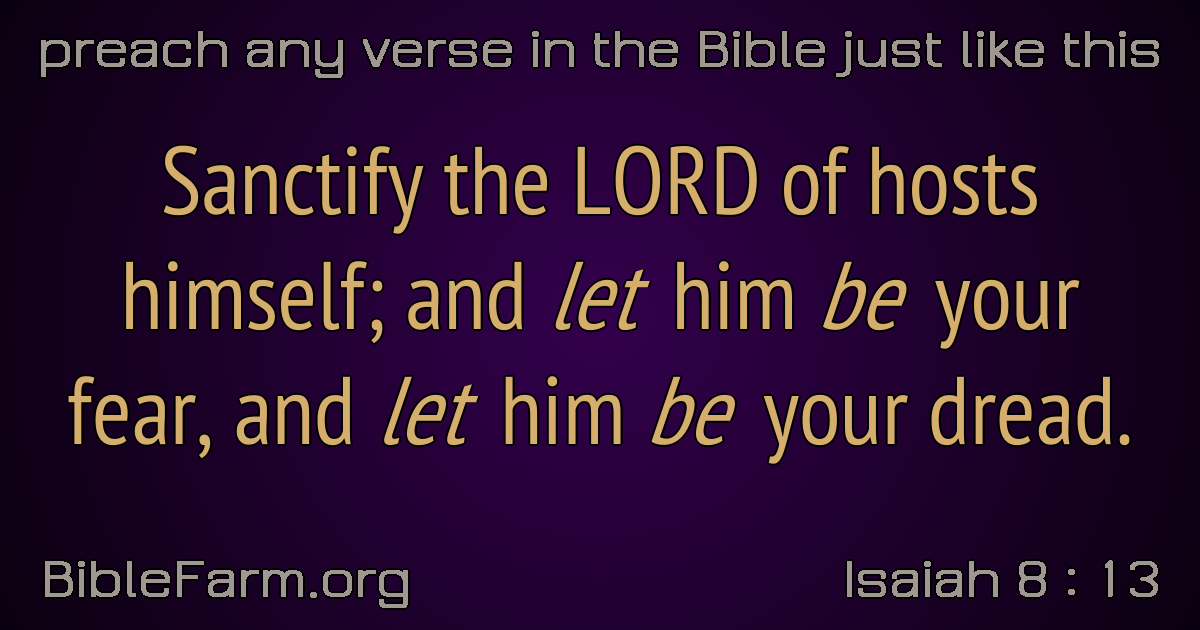 preach any verse in the Bible just like this
Sanctify the LORD of hosts
himself; and let him be your
fear, and let him be your dread.
BibleFarm.org
Isaiah 8 : 13